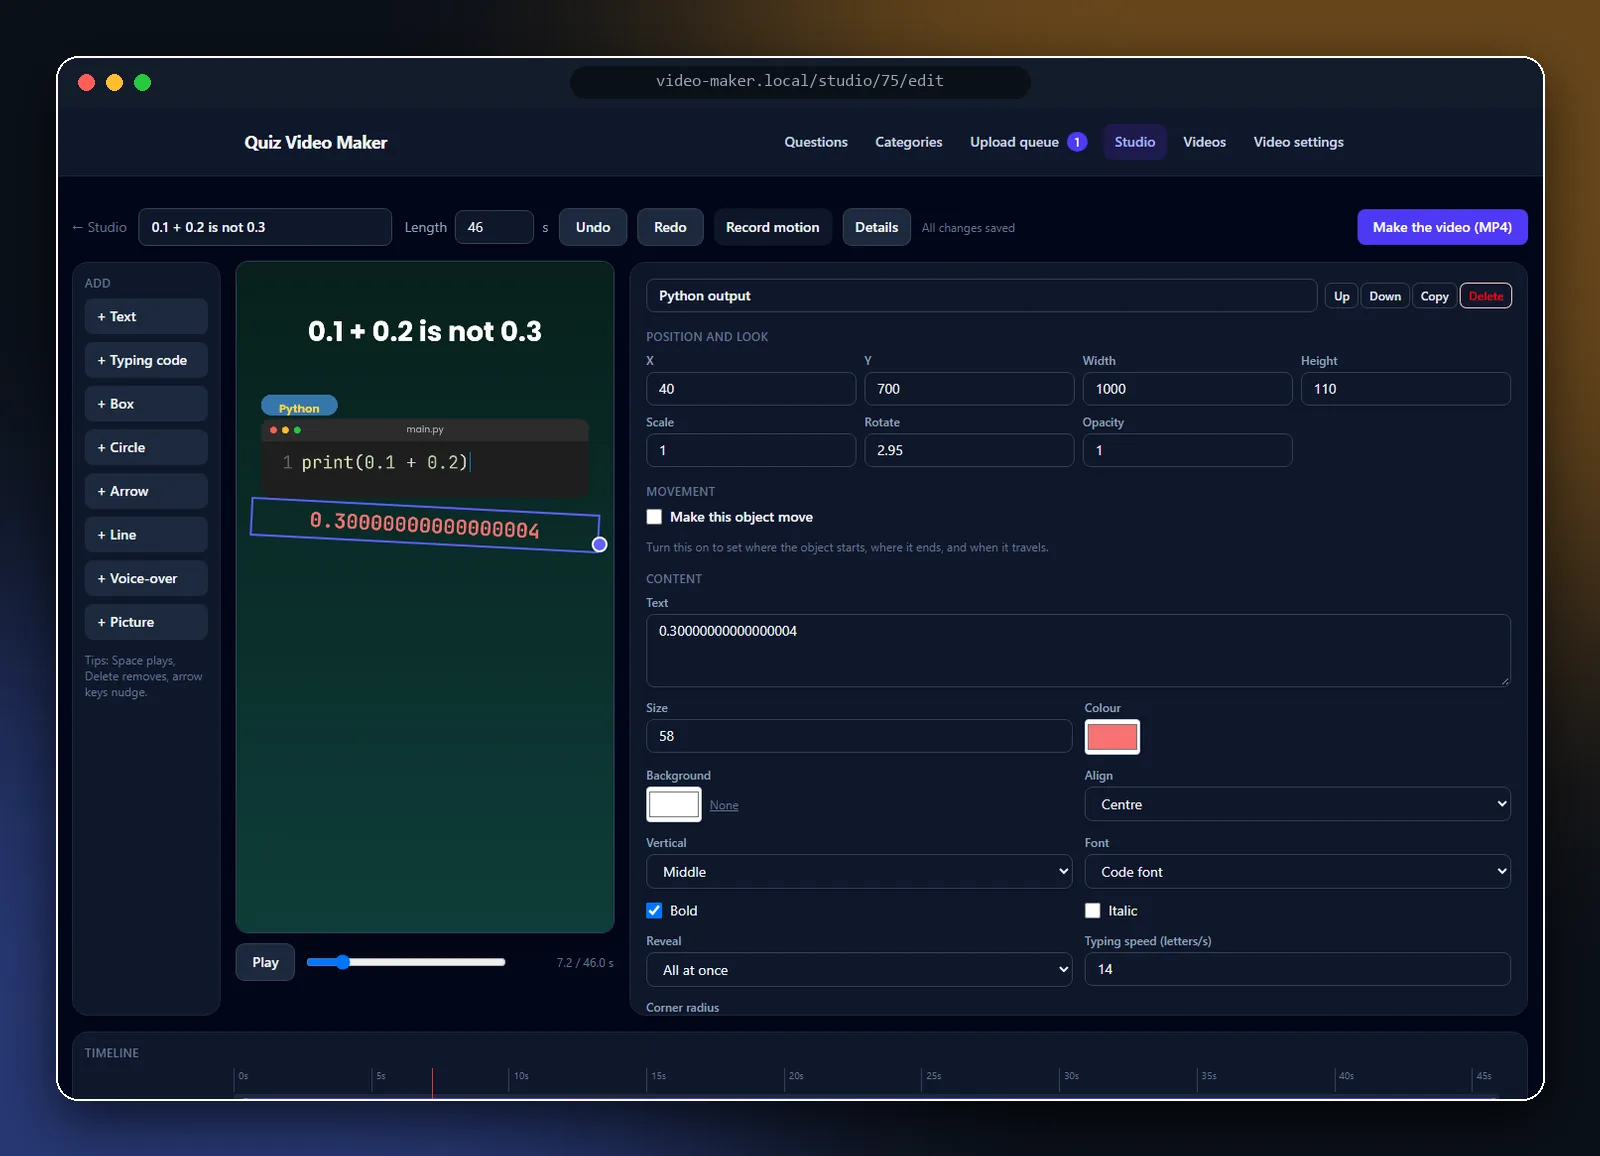 video-maker.local/studio/75/edit
Quiz Video Maker
Questions
Categories
Upload queue 1
Studio
Videos
Video settings
← Studio
0.1 + 0.2 is not 0.3
Length
46
s
Undo
Redo
Record motion
Details
All changes saved
Make the video (MP4)
ADD
+ Text
+ Typing code
+ Box
+ Circle
+ Arrow
+ Line
+ Voice-over
+ Picture
Tips: Space plays,
Delete removes, arrow
keys nudge.
0.1 + 0.2 is not 0.3
Python
main.py
1 print(0.1 + 0.2)
0.30000000000000004
Play
7.2 / 46.0 s
Python output
Up
Down
Copy
Delete
POSITION AND LOOK
X
Y
Width
Height
40
700
1000
110
Scale
Rotate
Opacity
1
2.95
1
MOVEMENT
Make this object move
Turn this on to set where the object starts, where it ends, and when it travels.
CONTENT
Text
0.30000000000000004
Size
Colour
58
Background
Align
None
Centre
Vertical
Font
Middle
Code font
Bold
Italic
Reveal
Typing speed (letters/s)
All at once
14
Corner radius
TIMELINE
0s
5s
10s
15s
20s
25s
30s
35s
40s
45s